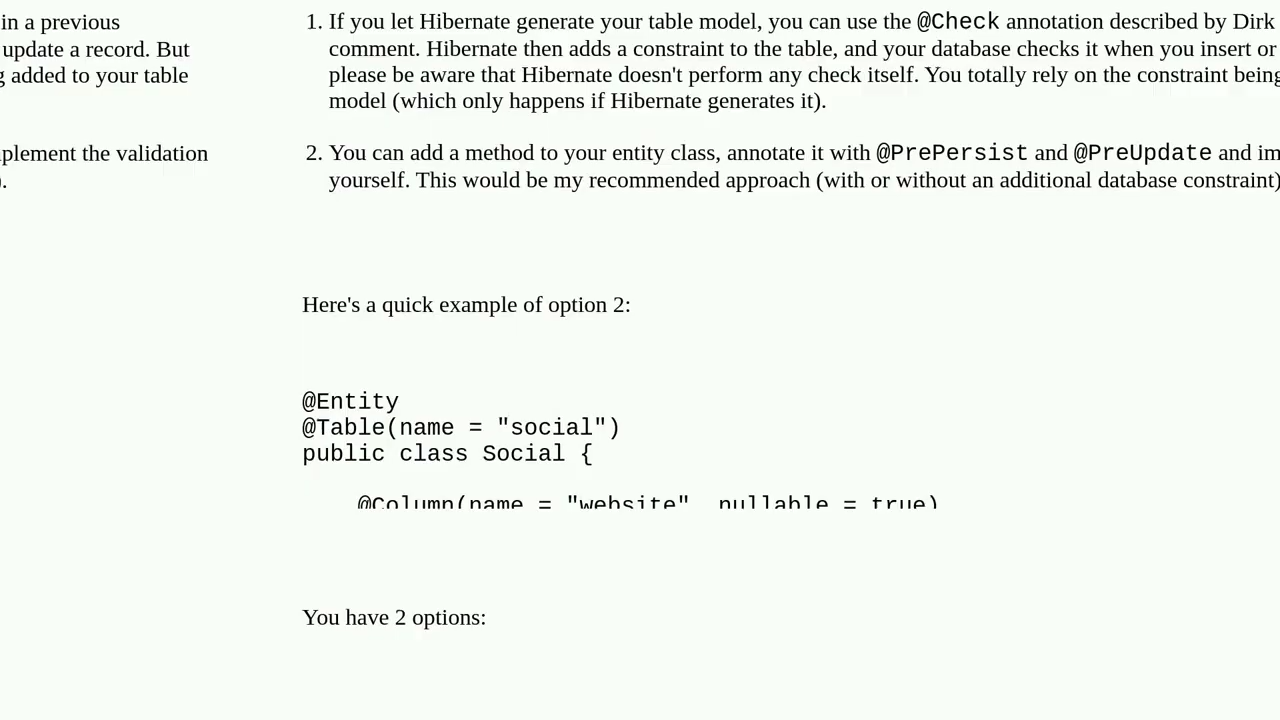 in a previous
update a record. But
added to your table
the validation
1. If you let Hibernate generate your table model, you can use the @Check annotation described by Dirk
comment. Hibernate then adds a constraint to the table, and your database checks it when you insert or
please be aware that Hibernate doesn't perform any check itself. You totally rely on the constraint being
model (which only happens if Hibernate generates it).
2. You can add a method to your entity class, annotate it with @PrePersist and @PreUpdate and im
yourself. This would be my recommended approach (with or without an additional database constraint)
Here's a quick example of option 2:
@Entity
@Table(name = "social")
public class Social {
@Column(name = "website", nullable = true)
You have 2 options: